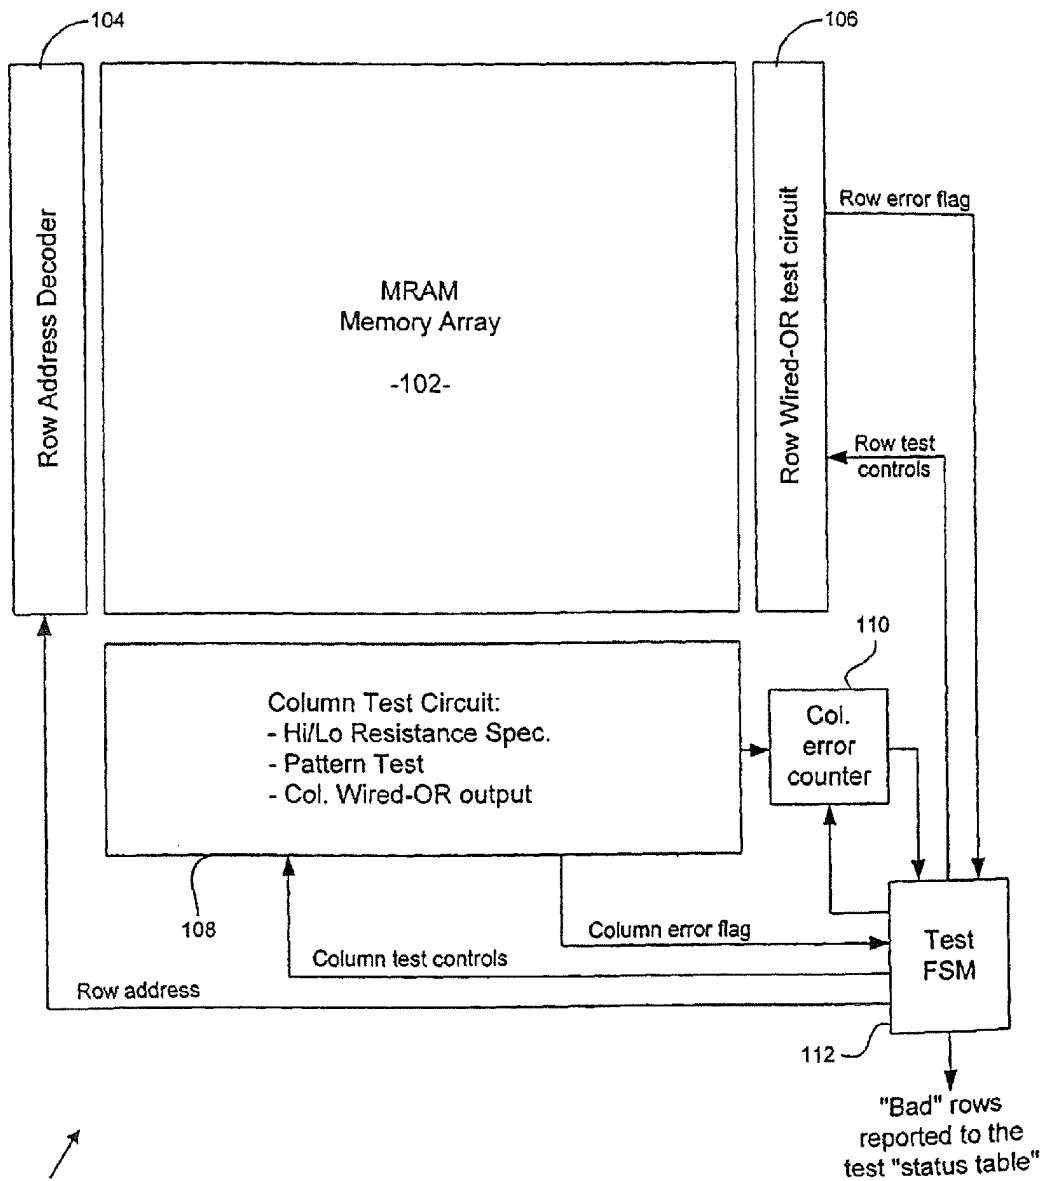 104
106
Row Address Decoder
MRAM
Memory Array
-102-
Row Wired-OR test circuit
Row error flag
Row test
controls
110
Column Test Circuit:
- Hi/Lo Resistance Spec.
- Pattern Test
- Col. Wired-OR output
Col.
error
counter
108
Column error flag
Test
FSM
Column test controls
Row address
112
"Bad" rows
reported to the
test "status table"